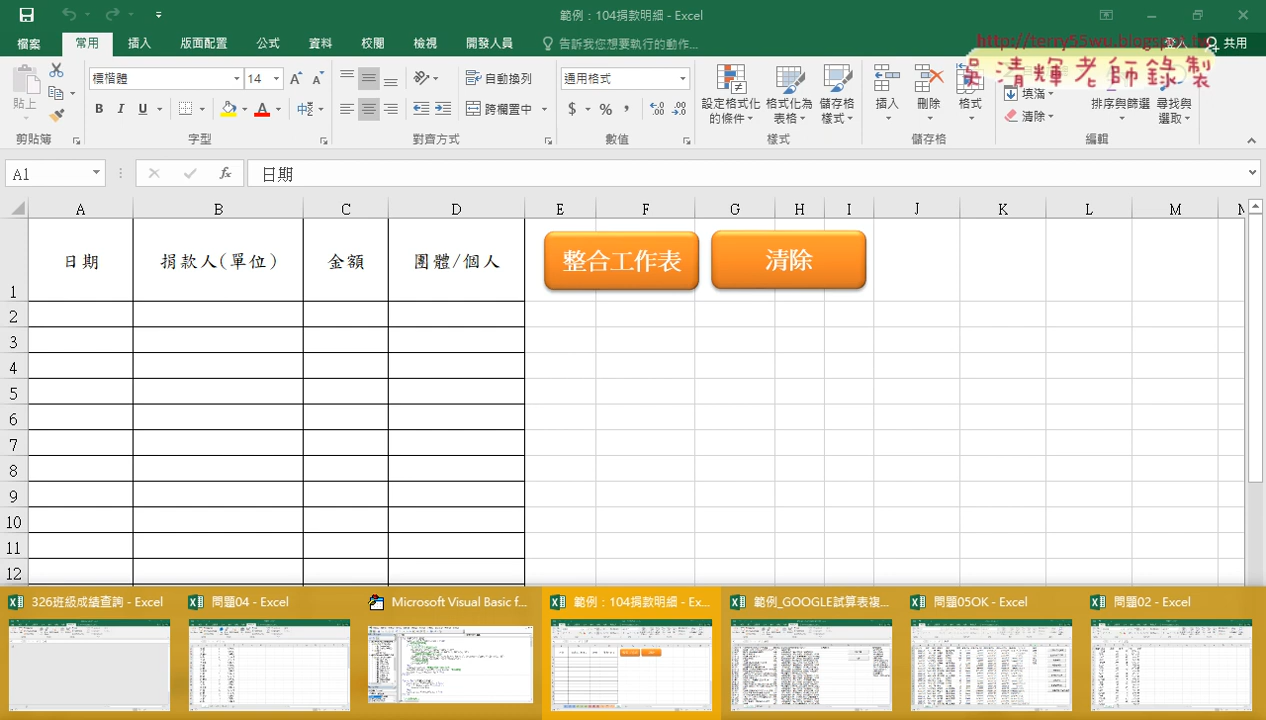 範例：104捐款明細 - Excel
檔案 常用 插入 版面配置 公式 資料 校閱 檢視 開發人員 告訴我您想要執行的動作... 登入 共用
http://terry55wu.blogspot.tw
吳清輝老師錄製
標楷體 14 A A 自動換列 通用格式
貼上 B I U A 中 跨欄置中 $ % , 設定格式化的條件 格式化為表格 儲存格樣式 插入 刪除 格式 填滿 清除 排序與篩選 尋找與選取
剪貼簿 字型 對齊方式 數值 樣式 儲存格 編輯
A1 fx 日期
A B C D E F G H I J K L M
1 日期 捐款人(單位) 金額 團體/個人 整合工作表 清除
2
3
4
5
6
7
8
9
10
11
12
326班級成績查詢 - Excel 問題04 - Excel Microsoft Visual Basic f... 範例：104捐款明細 - Ex... 範例_GOOGLE試算表複... 問題05OK - Excel 問題02 - Excel